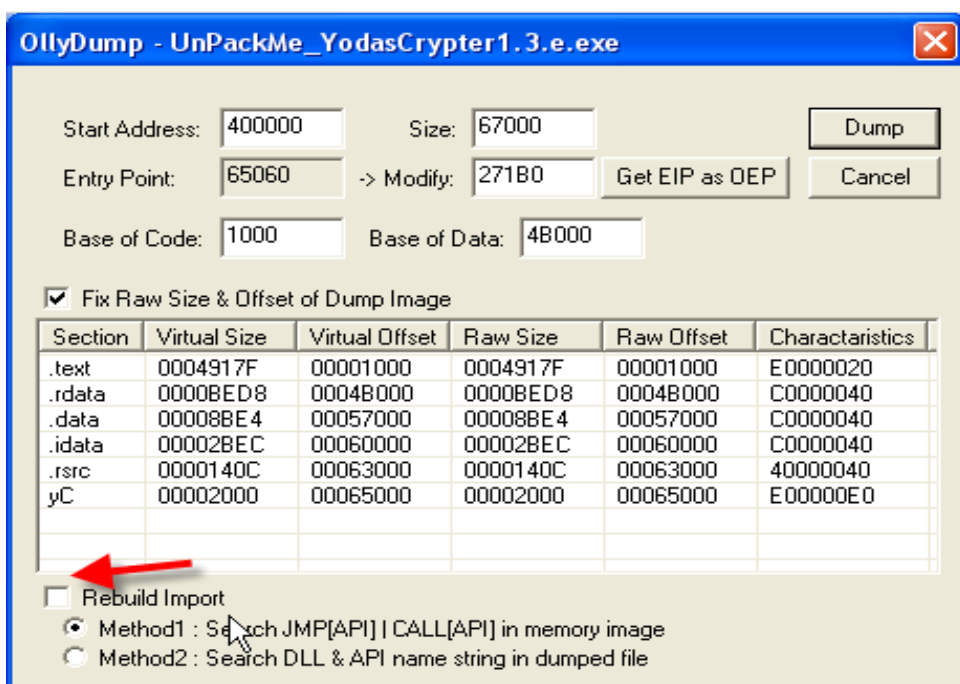 OllyDump - UnPackMe_YodasCrypter1.3.e.exe
Start Address: 400000 Size: 67000 Dump
Entry Point: 65060 -> Modify: 271B0 Get EIP as OEP Cancel
Base of Code: 1000 Base of Data: 4B000
Fix Raw Size & Offset of Dump Image
Section Virtual Size Virtual Offset Raw Size Raw Offset Charactaristics
.text 0004917F 00001000 0004917F 00001000 E0000020
.rdata 0000BED8 0004B000 0000BED8 0004B000 C0000040
.data 00008BE4 00057000 00008BE4 00057000 C0000040
.idata 00002BEC 00060000 00002BEC 00060000 C0000040
.rsrc 0000140C 00063000 0000140C 00063000 40000040
yC 00002000 00065000 00002000 00065000 E00000E0
Rebuild Import
Method1 : Search JMP[API] | CALL[API] in memory image
Method2 : Search DLL & API name string in dumped file